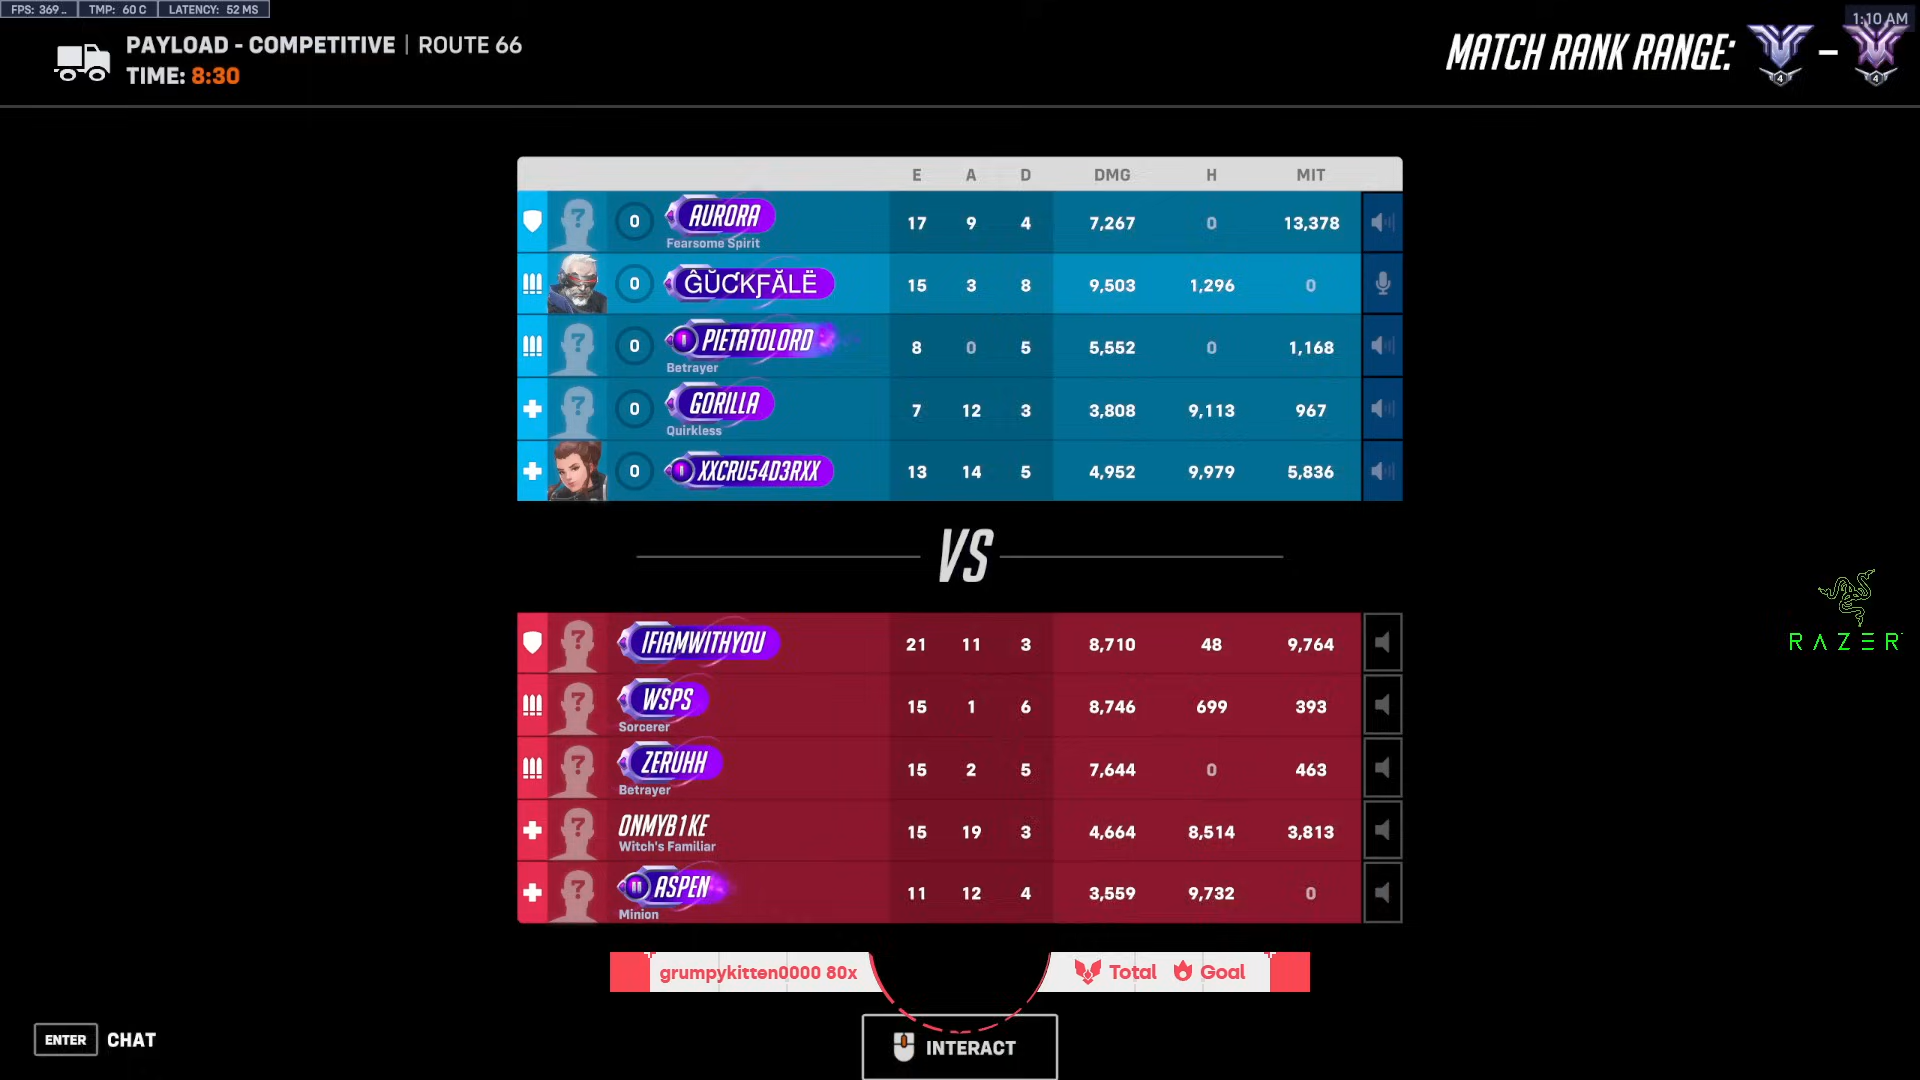 FPS: 369 .. TMP: 60 C LATENCY: 52 MS
1:10 AM
PAYLOAD - COMPETITIVE | ROUTE 66
TIME: 8:30
MATCH RANK RANGE: 4 – 4
E A D DMG H MIT
0 AURORA 17 9 4 7,267 0 13,378
Fearsome Spirit
0 ĜŬƇKƑĂLË 15 3 8 9,503 1,296 0
0 I PIETATOLORD 8 0 5 5,552 0 1,168
Betrayer
0 GORILLA 7 12 3 3,808 9,113 967
Quirkless
0 I XXCRU54D3RXX 13 14 5 4,952 9,979 5,836
VS
IFIAMWITHYOU 21 11 3 8,710 48 9,764
WSPS 15 1 6 8,746 699 393
Sorcerer
ZERUHH 15 2 5 7,644 0 463
Betrayer
ONMYB1KE 15 19 3 4,664 8,514 3,813
Witch's Familiar
II ASPEN 11 12 4 3,559 9,732 0
Minion
RAZER
grumpykitten0000 80x Total Goal
ENTER CHAT
INTERACT